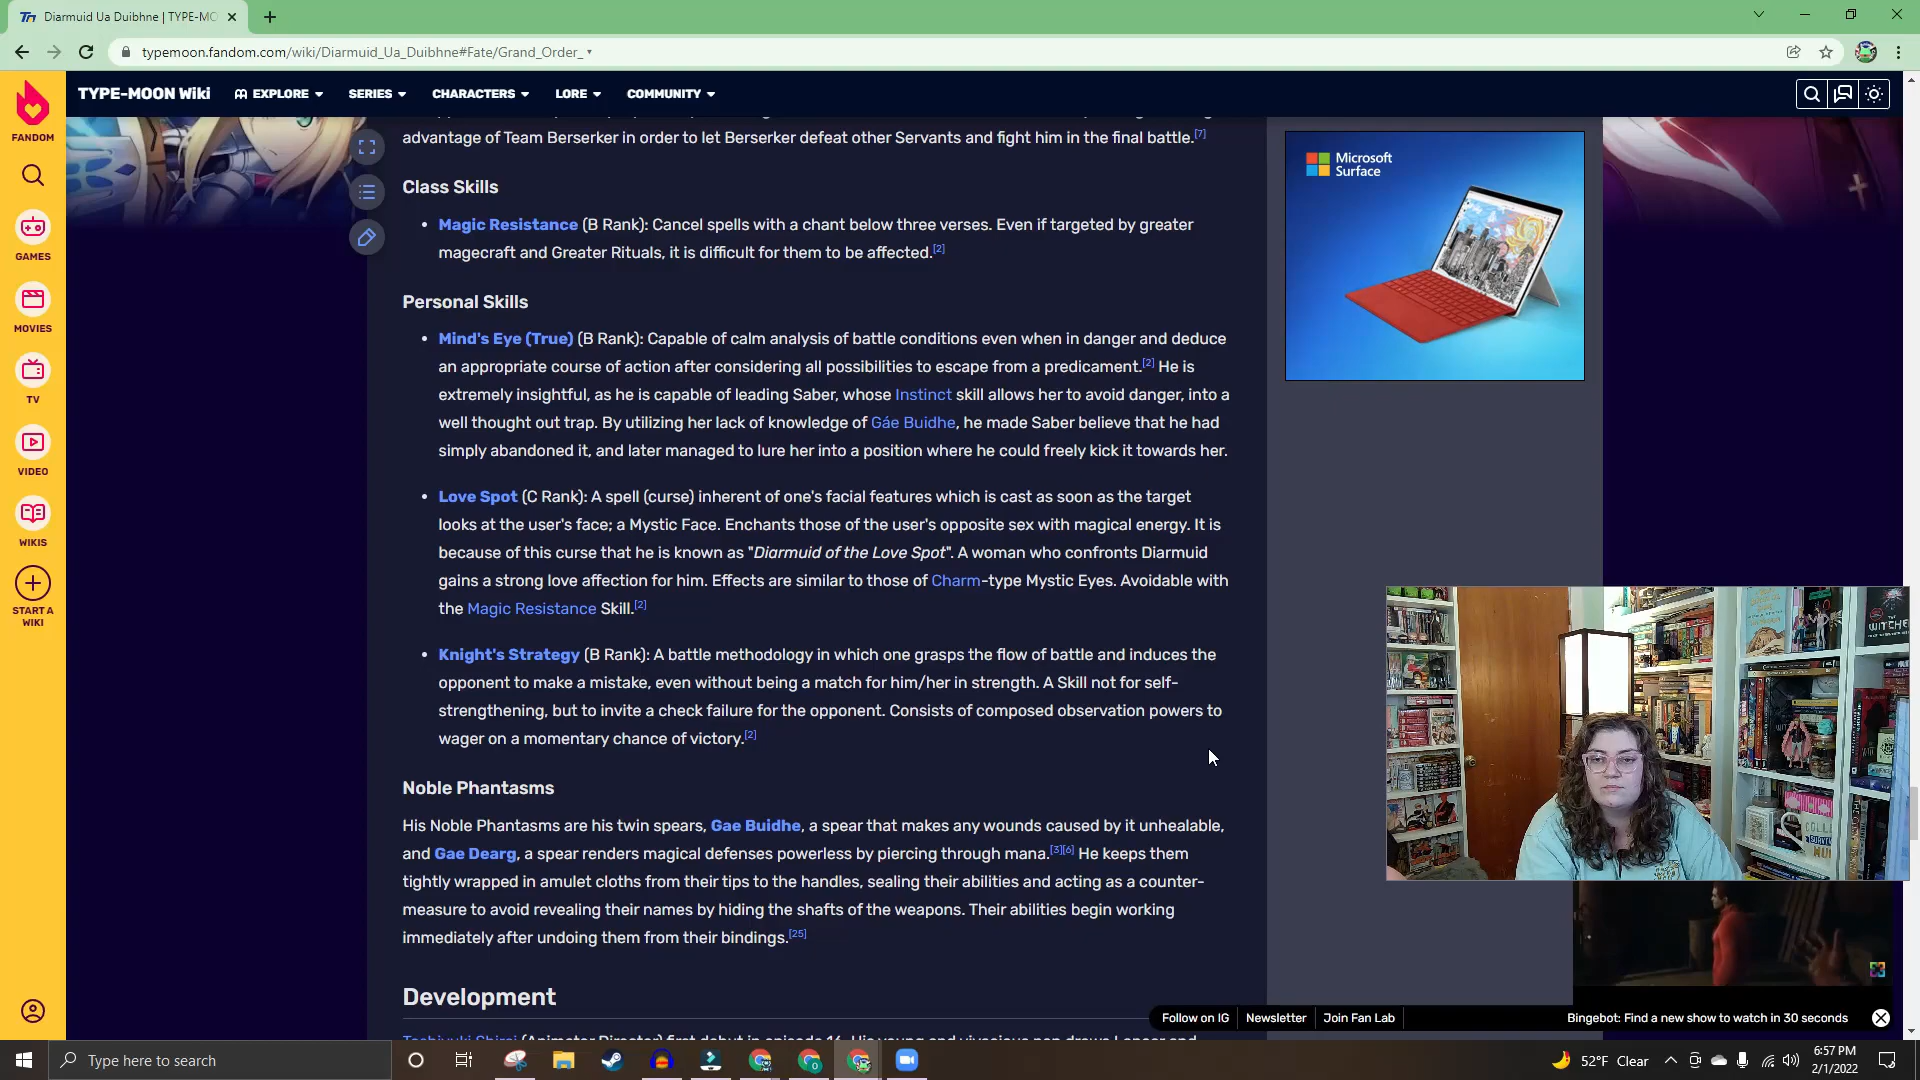 Diarmuid Ua Duibhne | TYPE-MO
typemoon.fandom.com/wiki/Diarmuid_Ua_Duibhne#Fate/Grand_Order_
TYPE-MOON Wiki
EXPLORE
SERIES
CHARACTERS
LORE
COMMUNITY
FANDOM
GAMES
MOVIES
TV
VIDEO
WIKIS
START A
WIKI
advantage of Team Berserker in order to let Berserker defeat other Servants and fight him in the final battle.[7]
Class Skills
• Magic Resistance (B Rank): Cancel spells with a chant below three verses. Even if targeted by greater
magecraft and Greater Rituals, it is difficult for them to be affected.[2]
Personal Skills
• Mind's Eye (True) (B Rank): Capable of calm analysis of battle conditions even when in danger and deduce
an appropriate course of action after considering all possibilities to escape from a predicament.[2] He is
extremely insightful, as he is capable of leading Saber, whose Instinct skill allows her to avoid danger, into a
well thought out trap. By utilizing her lack of knowledge of Gáe Buidhe, he made Saber believe that he had
simply abandoned it, and later managed to lure her into a position where he could freely kick it towards her.
• Love Spot (C Rank): A spell (curse) inherent of one's facial features which is cast as soon as the target
looks at the user's face; a Mystic Face. Enchants those of the user's opposite sex with magical energy. It is
because of this curse that he is known as "Diarmuid of the Love Spot". A woman who confronts Diarmuid
gains a strong love affection for him. Effects are similar to those of Charm-type Mystic Eyes. Avoidable with
the Magic Resistance Skill.[2]
• Knight's Strategy (B Rank): A battle methodology in which one grasps the flow of battle and induces the
opponent to make a mistake, even without being a match for him/her in strength. A Skill not for self-
strengthening, but to invite a check failure for the opponent. Consists of composed observation powers to
wager on a momentary chance of victory.[2]
Noble Phantasms
His Noble Phantasms are his twin spears, Gae Buidhe, a spear that makes any wounds caused by it unhealable,
and Gae Dearg, a spear renders magical defenses powerless by piercing through mana.[3][6] He keeps them
tightly wrapped in amulet cloths from their tips to the handles, sealing their abilities and acting as a counter-
measure to avoid revealing their names by hiding the shafts of the weapons. Their abilities begin working
immediately after undoing them from their bindings.[25]
Development
Microsoft
Surface
WITCHER
Follow on IG
Newsletter
Join Fan Lab
Bingebot: Find a new show to watch in 30 seconds
Type here to search
52°F Clear
6:57 PM
2/1/2022